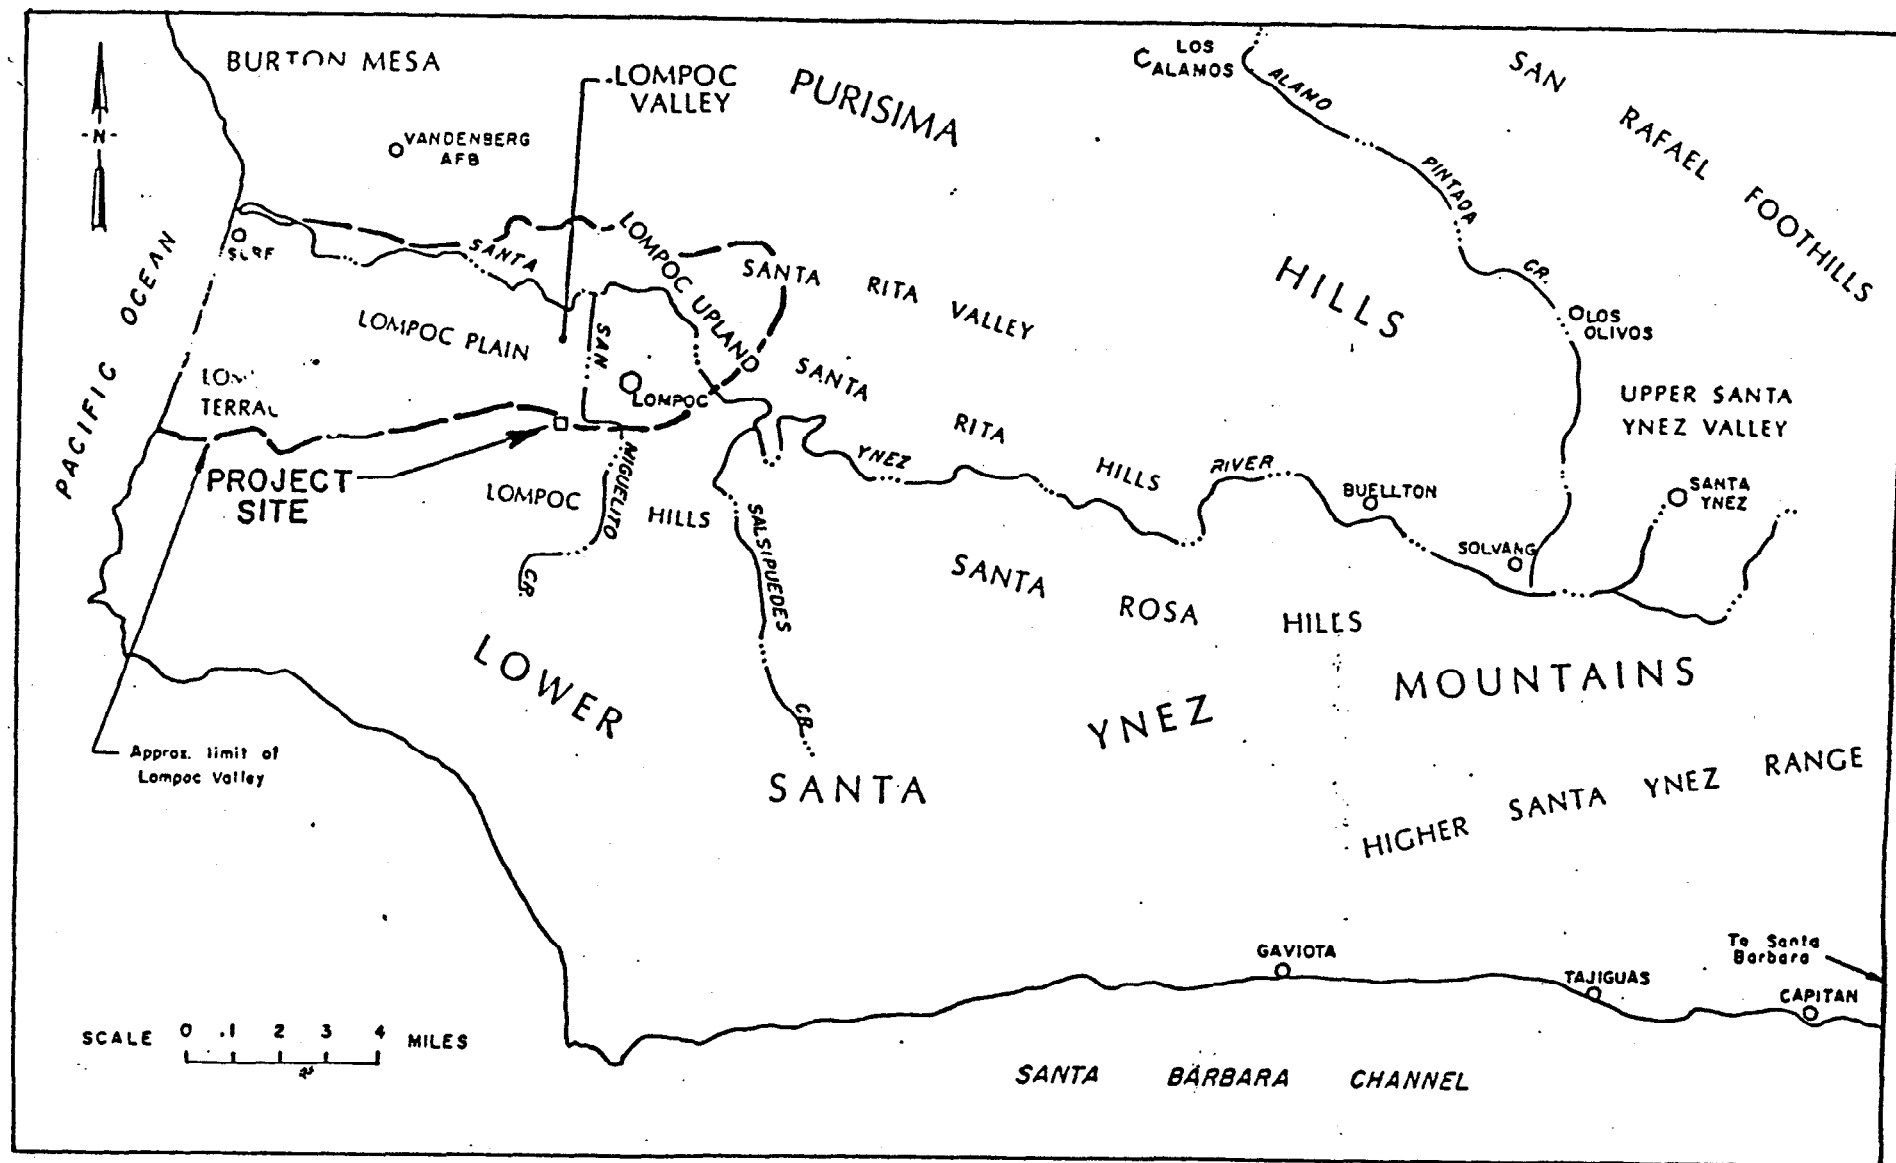 BURTON MESA
LOMPOC
VALLEY
PURISIMA
HILLS
LOS
CALAMOS
ALAMO
PINTADA
CR.
SAN
RAFAEL
FOOTHILLS
-N-
VANDENBERG
AFB
PACIFIC OCEAN
SURF
SANTA
YNEZ
RIVER
LOMPOC UPLAND
SANTA RITA VALLEY
LOMPOC PLAIN
SAN
MIGUELITO
CR.
LOMPOC
SANTA
RITA
HILLS
LOS
OLIVOS
UPPER SANTA
YNEZ VALLEY
TERRAC
PROJECT
SITE
LOMPOC HILLS
SALSIPUEDES
CR.
BUELLTON
SANTA
YNEZ
SOLVANG
SANTA ROSA HILLS
LOWER
SANTA
YNEZ
MOUNTAINS
HIGHER SANTA YNEZ RANGE
Approx. limit of
Lompoc Valley
GAVIOTA
TAJIGUAS
To Santa
Barbara
CAPITAN
SCALE 0 .1 2 3 4 MILES
SANTA BARBARA CHANNEL